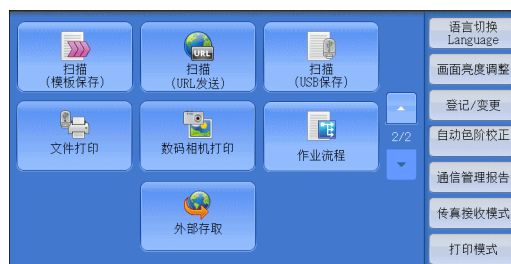 扫描
(模板保存)
URL
扫描
(URL发送)
扫描
(USB保存)
文件打印
数码相机打印
作业流程
外部存取
2/2
语言切换
Language
画面亮度调整
登记/变更
自动色阶校正
通信管理报告
传真接收模式
打印模式